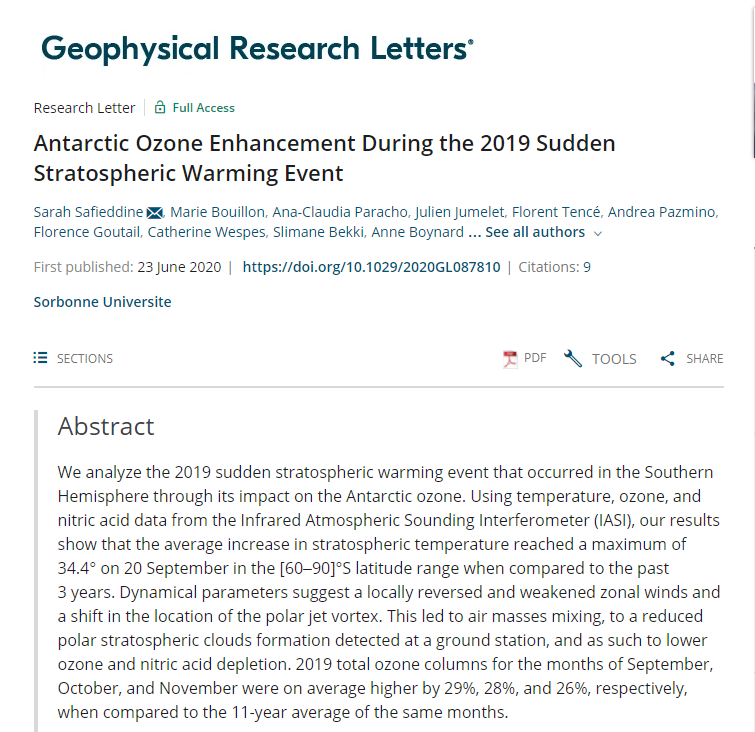 Geophysical Research Letters®
Research Letter | Full Access
Antarctic Ozone Enhancement During the 2019 Sudden
Stratospheric Warming Event
Sarah Safieddine, Marie Bouillon, Ana-Claudia Paracho, Julien Jumelet, Florent Tencé, Andrea Pazmino,
Florence Goutail, Catherine Wespes, Slimane Bekki, Anne Boynard ... See all authors
First published: 23 June 2020 | https://doi.org/10.1029/2020GL087810 | Citations: 9
Sorbonne Universite
SECTIONS PDF TOOLS SHARE
Abstract
We analyze the 2019 sudden stratospheric warming event that occurred in the Southern
Hemisphere through its impact on the Antarctic ozone. Using temperature, ozone, and
nitric acid data from the Infrared Atmospheric Sounding Interferometer (IASI), our results
show that the average increase in stratospheric temperature reached a maximum of
34.4° on 20 September in the [60–90]°S latitude range when compared to the past
3 years. Dynamical parameters suggest a locally reversed and weakened zonal winds and
a shift in the location of the polar jet vortex. This led to air masses mixing, to a reduced
polar stratospheric clouds formation detected at a ground station, and as such to lower
ozone and nitric acid depletion. 2019 total ozone columns for the months of September,
October, and November were on average higher by 29%, 28%, and 26%, respectively,
when compared to the 11-year average of the same months.